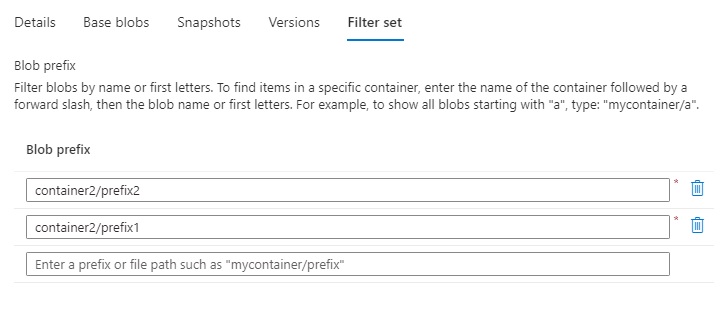 Details Base blobs Snapshots Versions Filter set
Blob prefix
Filter blobs by name or first letters. To find items in a specific container, enter the name of the container followed by a
forward slash, then the blob name or first letters. For example, to show all blobs starting with "a", type: "mycontainer/a".
Blob prefix
container2/prefix2 *
container2/prefix1 *
Enter a prefix or file path such as "mycontainer/prefix"